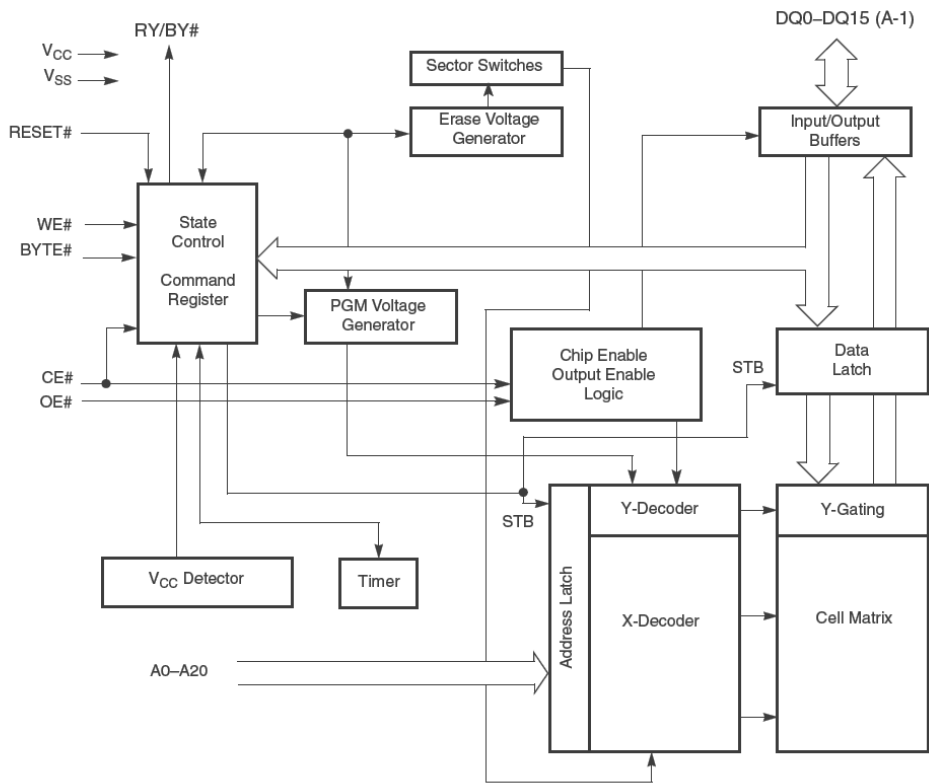 RY/BY#
DQ0–DQ15 (A-1)
VCC
VSS
Sector Switches
Erase Voltage
Generator
Input/Output
Buffers
RESET#
WE#
BYTE#
State
Control
Command
Register
PGM Voltage
Generator
Chip Enable
Output Enable
Logic
STB
Data
Latch
CE#
OE#
STB
Y-Decoder
Y-Gating
VCC Detector
Timer
Address Latch
X-Decoder
Cell Matrix
A0–A20